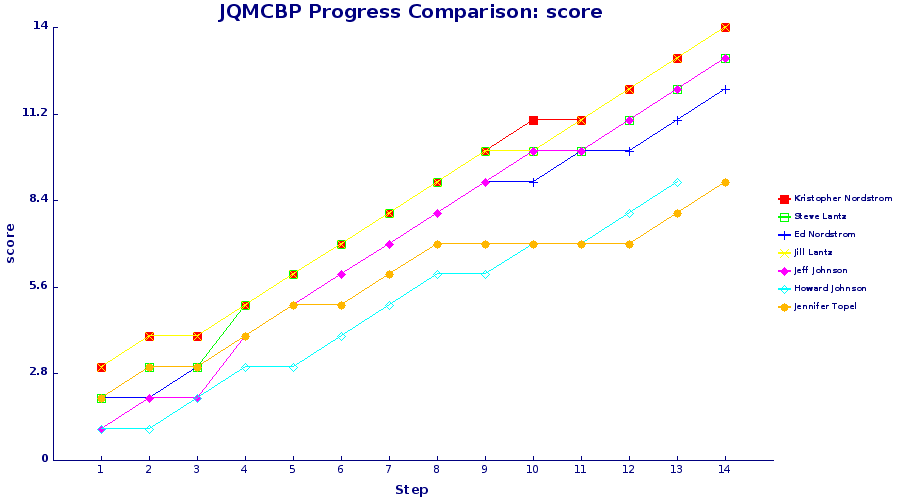 JQMCBP Progress Comparison: score
14
11.2
8.4
5.6
2.8
0
score
1 2 3 4 5 6 7 8 9 10 11 12 13 14
Step
Kristopher Nordstrom
Steve Lantz
Ed Nordstrom
Jill Lantz
Jeff Johnson
Howard Johnson
Jennifer Topel